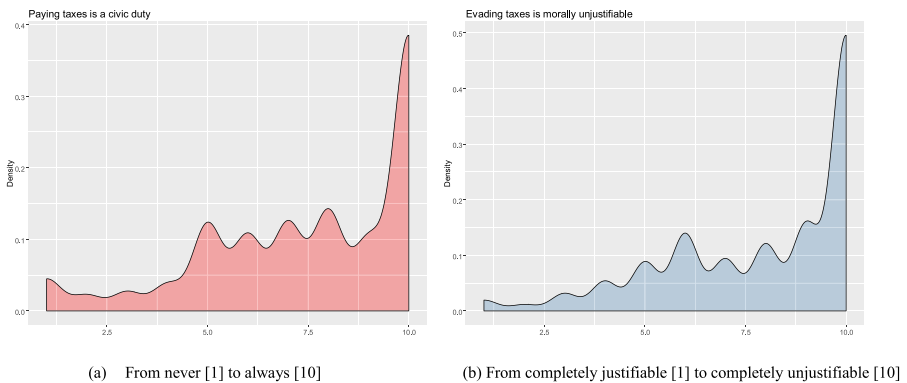 Paying taxes is a civic duty
0.4
0.3
0.2
0.1
0.0
Density
2.5 5.0 7.5 10.0
(a) From never [1] to always [10]
Evading taxes is morally unjustifiable
0.5
0.4
0.3
0.2
0.1
0.0
Density
2.5 5.0 7.5 10.0
(b) From completely justifiable [1] to completely unjustifiable [10]